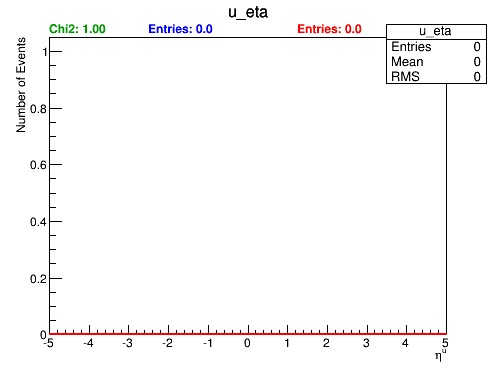 u_eta
Chi2: 1.00 Entries: 0.0 Entries: 0.0
u_eta
Entries 0
Mean 0
RMS 0
Number of Events
1
0.8
0.6
0.4
0.2
0
-5 -4 -3 -2 -1 0 1 2 3 4 5
η^u